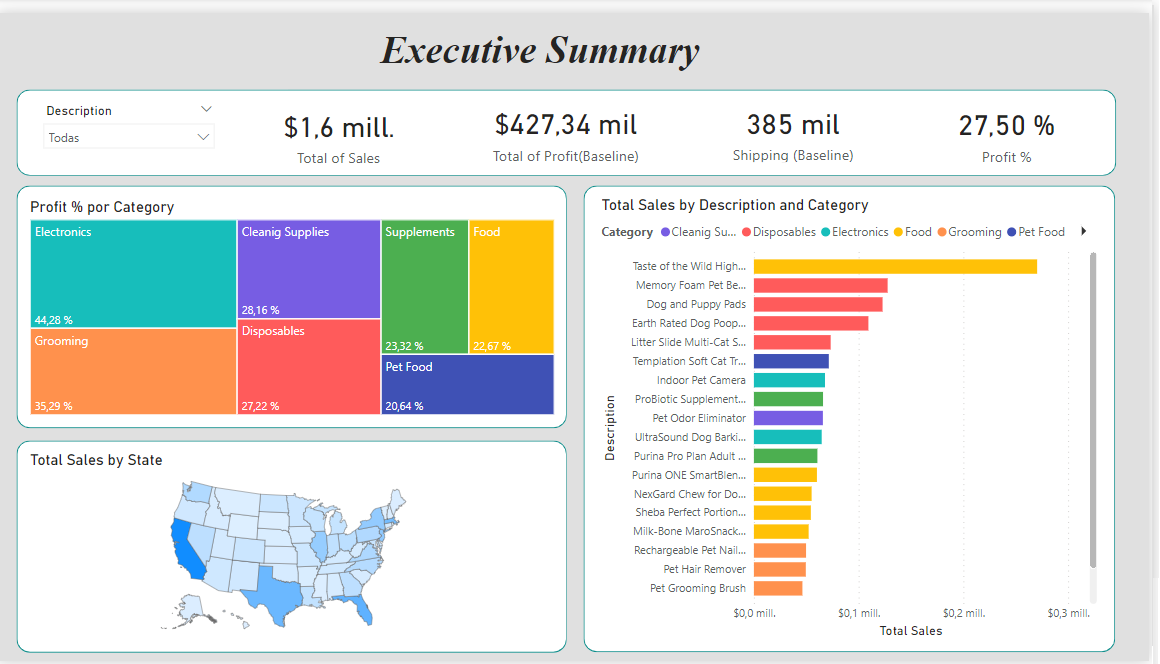 Executive Summary
Description
Todas
$1,6 mill.
Total of Sales
$427,34 mil
Total of Profit(Baseline)
385 mil
Shipping (Baseline)
27,50 %
Profit %
Profit % por Category
Electronics
44,28 %
Grooming
35,29 %
Cleanig Supplies
28,16 %
Disposables
27,22 %
Supplements
23,32 %
Food
22,67 %
Pet Food
20,64 %
Total Sales by State
Total Sales by Description and Category
Category Cleanig Su... Disposables Electronics Food Grooming Pet Food
Description
Taste of the Wild High...
Memory Foam Pet Be...
Dog and Puppy Pads
Earth Rated Dog Poop...
Litter Slide Multi-Cat S...
Templation Soft Cat Tr...
Indoor Pet Camera
ProBiotic Supplement...
Pet Odor Eliminator
UltraSound Dog Barki...
Purina Pro Plan Adult ...
Purina ONE SmartBlen...
NexGard Chew for Do...
Sheba Perfect Portion...
Milk-Bone MaroSnack...
Rechargeable Pet Nail...
Pet Hair Remover
Pet Grooming Brush
$0,0 mill. $0,1 mill. $0,2 mill. $0,3 mill.
Total Sales